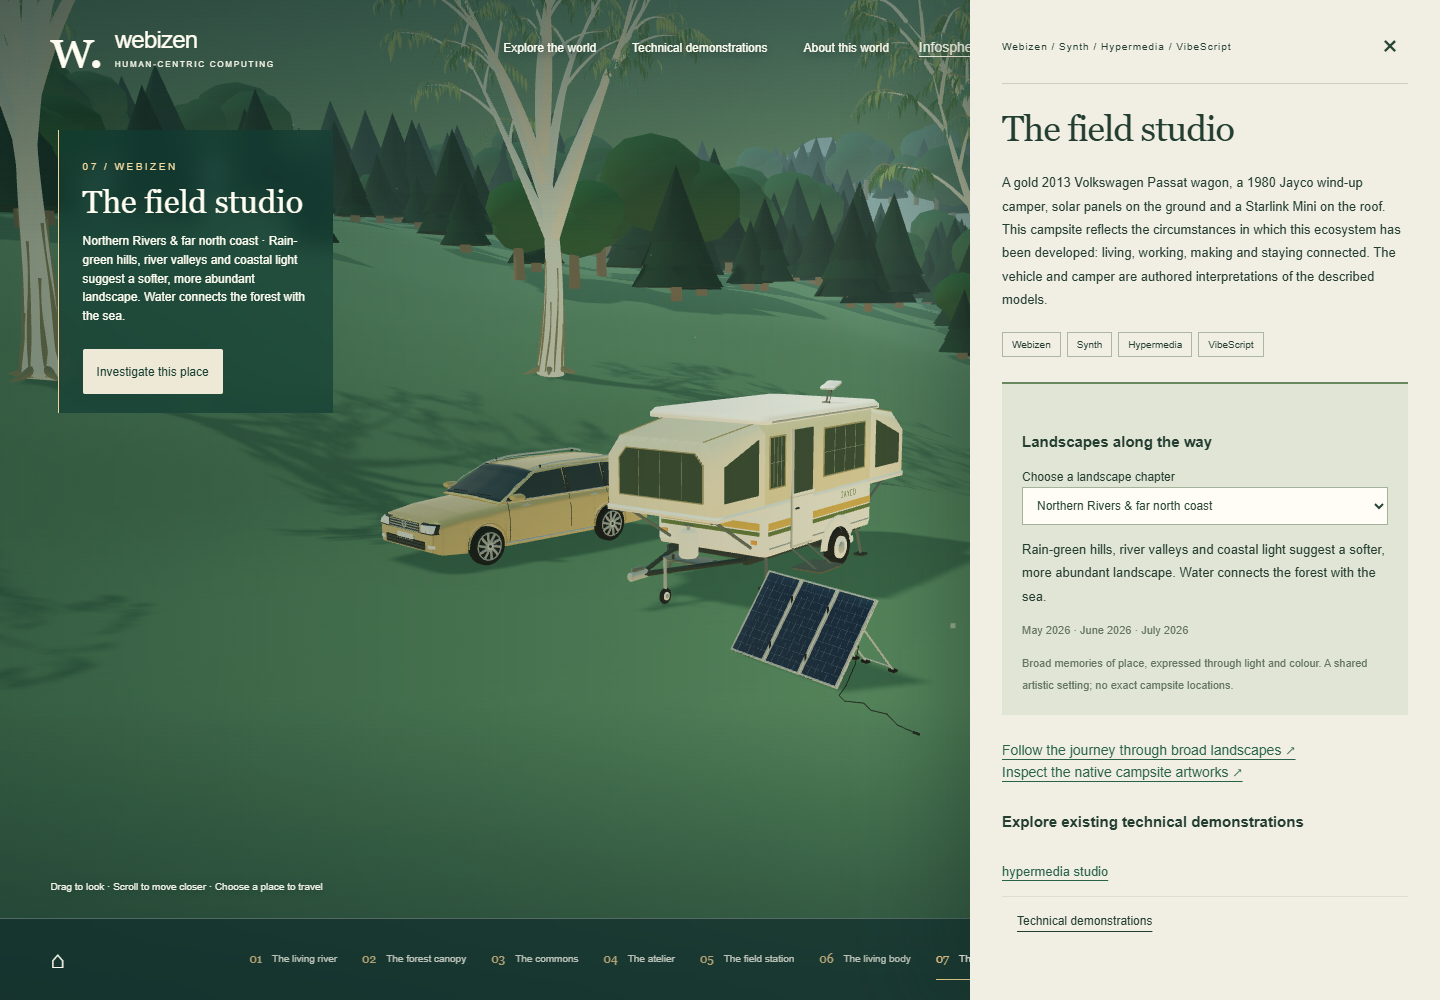 w.
webizen
HUMAN-CENTRIC COMPUTING
Explore the world
Technical demonstrations
About this world
07 / WEBIZEN
The field studio
Northern Rivers & far north coast · Rain-
green hills, river valleys and coastal light
suggest a softer, more abundant
landscape. Water connects the forest with
the sea.
Investigate this place
JAYCO
Drag to look · Scroll to move closer · Choose a place to travel
01 The living river
02 The forest canopy
03 The commons
04 The atelier
05 The field station
06 The living body
07
Webizen / Synth / Hypermedia / VibeScript
The field studio
A gold 2013 Volkswagen Passat wagon, a 1980 Jayco wind-up
camper, solar panels on the ground and a Starlink Mini on the roof.
This campsite reflects the circumstances in which this ecosystem has
been developed: living, working, making and staying connected. The
vehicle and camper are authored interpretations of the described
models.
Webizen
Synth
Hypermedia
VibeScript
Landscapes along the way
Choose a landscape chapter
Northern Rivers & far north coast
Rain-green hills, river valleys and coastal light suggest a softer,
more abundant landscape. Water connects the forest with the
sea.
May 2026 · June 2026 · July 2026
Broad memories of place, expressed through light and colour. A shared
artistic setting; no exact campsite locations.
Follow the journey through broad landscapes ↗
Inspect the native campsite artworks ↗
Explore existing technical demonstrations
hypermedia studio
Technical demonstrations